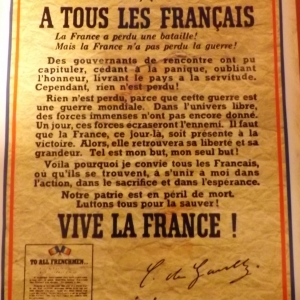 A TOUS LES FRANÇAIS
La France a perdu une bataille!
Mais la France n'a pas perdu la guerre!
Des gouvernants de rencontre ont pu
capituler, cédant à la panique, oubliant
l'honneur, livrant le pays à la servitude.
Cependant, rien n'est perdu!
Rien n'est perdu, parce que cette guerre est
une guerre mondiale. Dans l'univers libre,
des forces immenses n'ont pas encore donné.
Un jour, ces forces écraseront l'ennemi. Il faut
que la France, ce jour-là, soit présente à la
victoire. Alors, elle retrouvera sa liberté et sa
grandeur. Tel est mon but, mon seul but!
Voilà pourquoi je convie tous les Français,
où qu'ils se trouvent, à s'unir à moi dans
l'action, dans le sacrifice et dans l'espérance.
Notre patrie est en péril de mort.
Luttons tous pour la sauver!
VIVE LA FRANCE !
TO ALL FRENCHMEN
C. de Gaulle